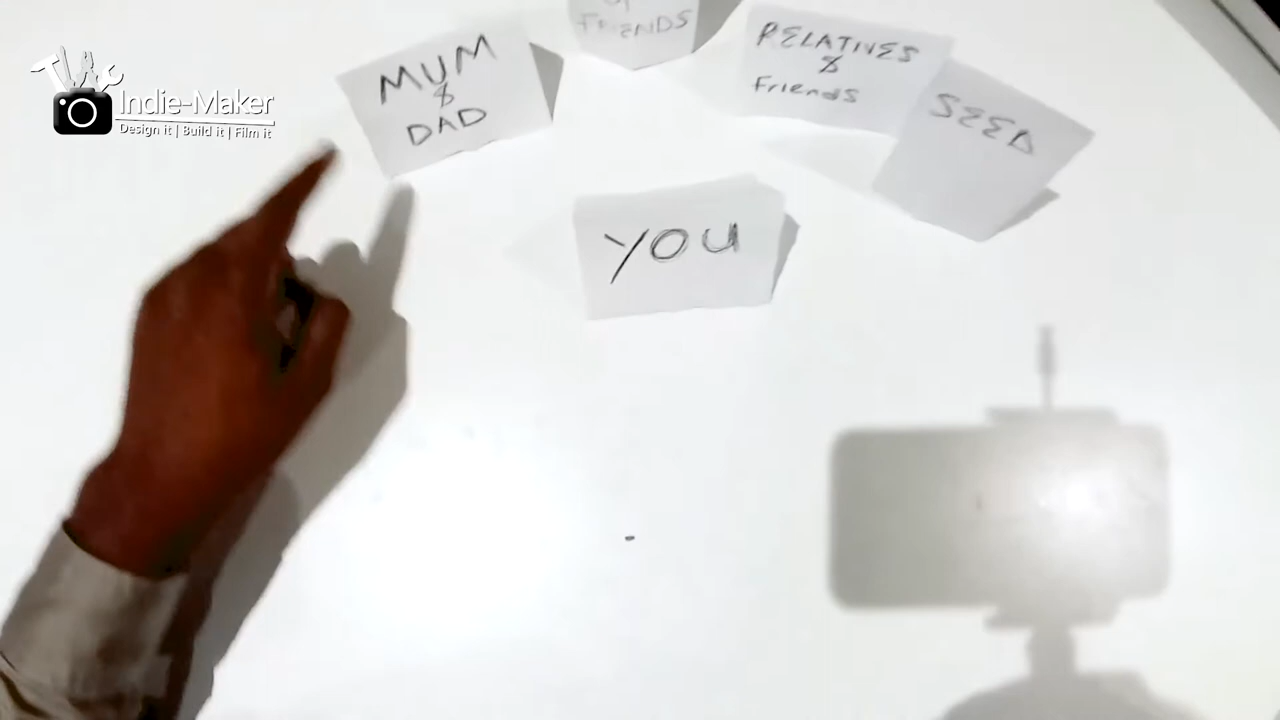 Indie-Maker
Design it | Build it | Film it
MUM
&
DAD
FRIENDS
RELATIVES
&
Friends
SEED
YOU